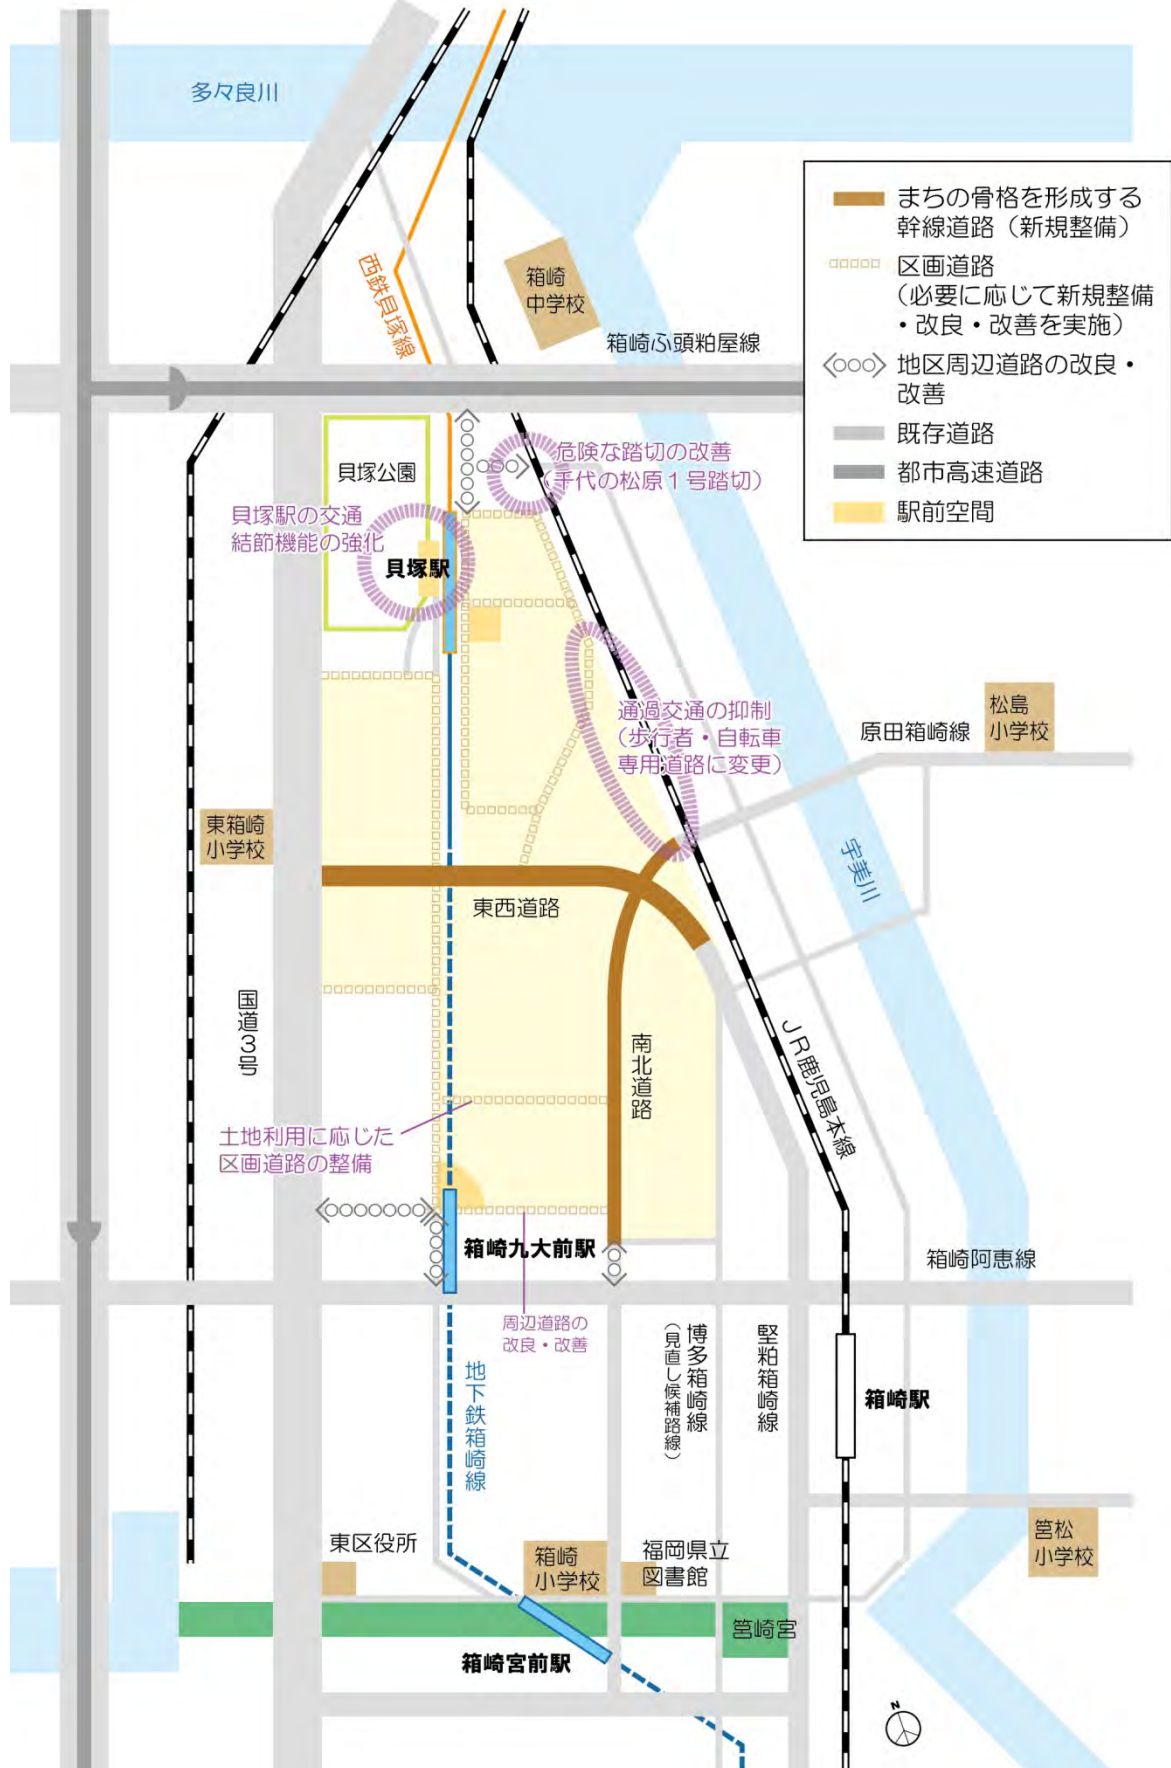 多々良川
まちの骨格を形成する
幹線道路（新規整備）
区画道路
（必要に応じて新規整備
・改良・改善を実施）
地区周辺道路の改良・
改善
既存道路
都市高速道路
駅前空間
西鉄貝塚線
箱崎
中学校
箱崎ふ頭粕屋線
貝塚公園
危険な踏切の改善
（千代の松原１号踏切）
貝塚駅の交通
結節機能の強化
貝塚駅
通過交通の抑制
（歩行者・自転車
専用道路に変更）
原田箱崎線
松島
小学校
東箱崎
小学校
宇美川
東西道路
国道３号
南北道路
ＪＲ鹿児島本線
土地利用に応じた
区画道路の整備
箱崎九大前駅
箱崎阿恵線
周辺道路の
改良・改善
地下鉄箱崎線
博多箱崎線
（見直し候補路線）
堅粕箱崎線
箱崎駅
東区役所
箱崎
小学校
福岡県立
図書館
筥松
小学校
筥崎宮
箱崎宮前駅
N